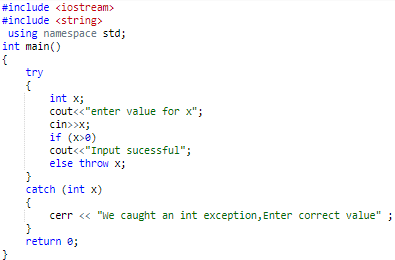 #include <iostream>
#include <string>
using namespace std;
int main()
{
try
{
int x;
cout<<"enter value for x";
cin>>x;
if (x>0)
cout<<"Input sucessful";
else throw x;
}
catch (int x)
{
cerr << "We caught an int exception,Enter correct value" ;
}
return 0;
}